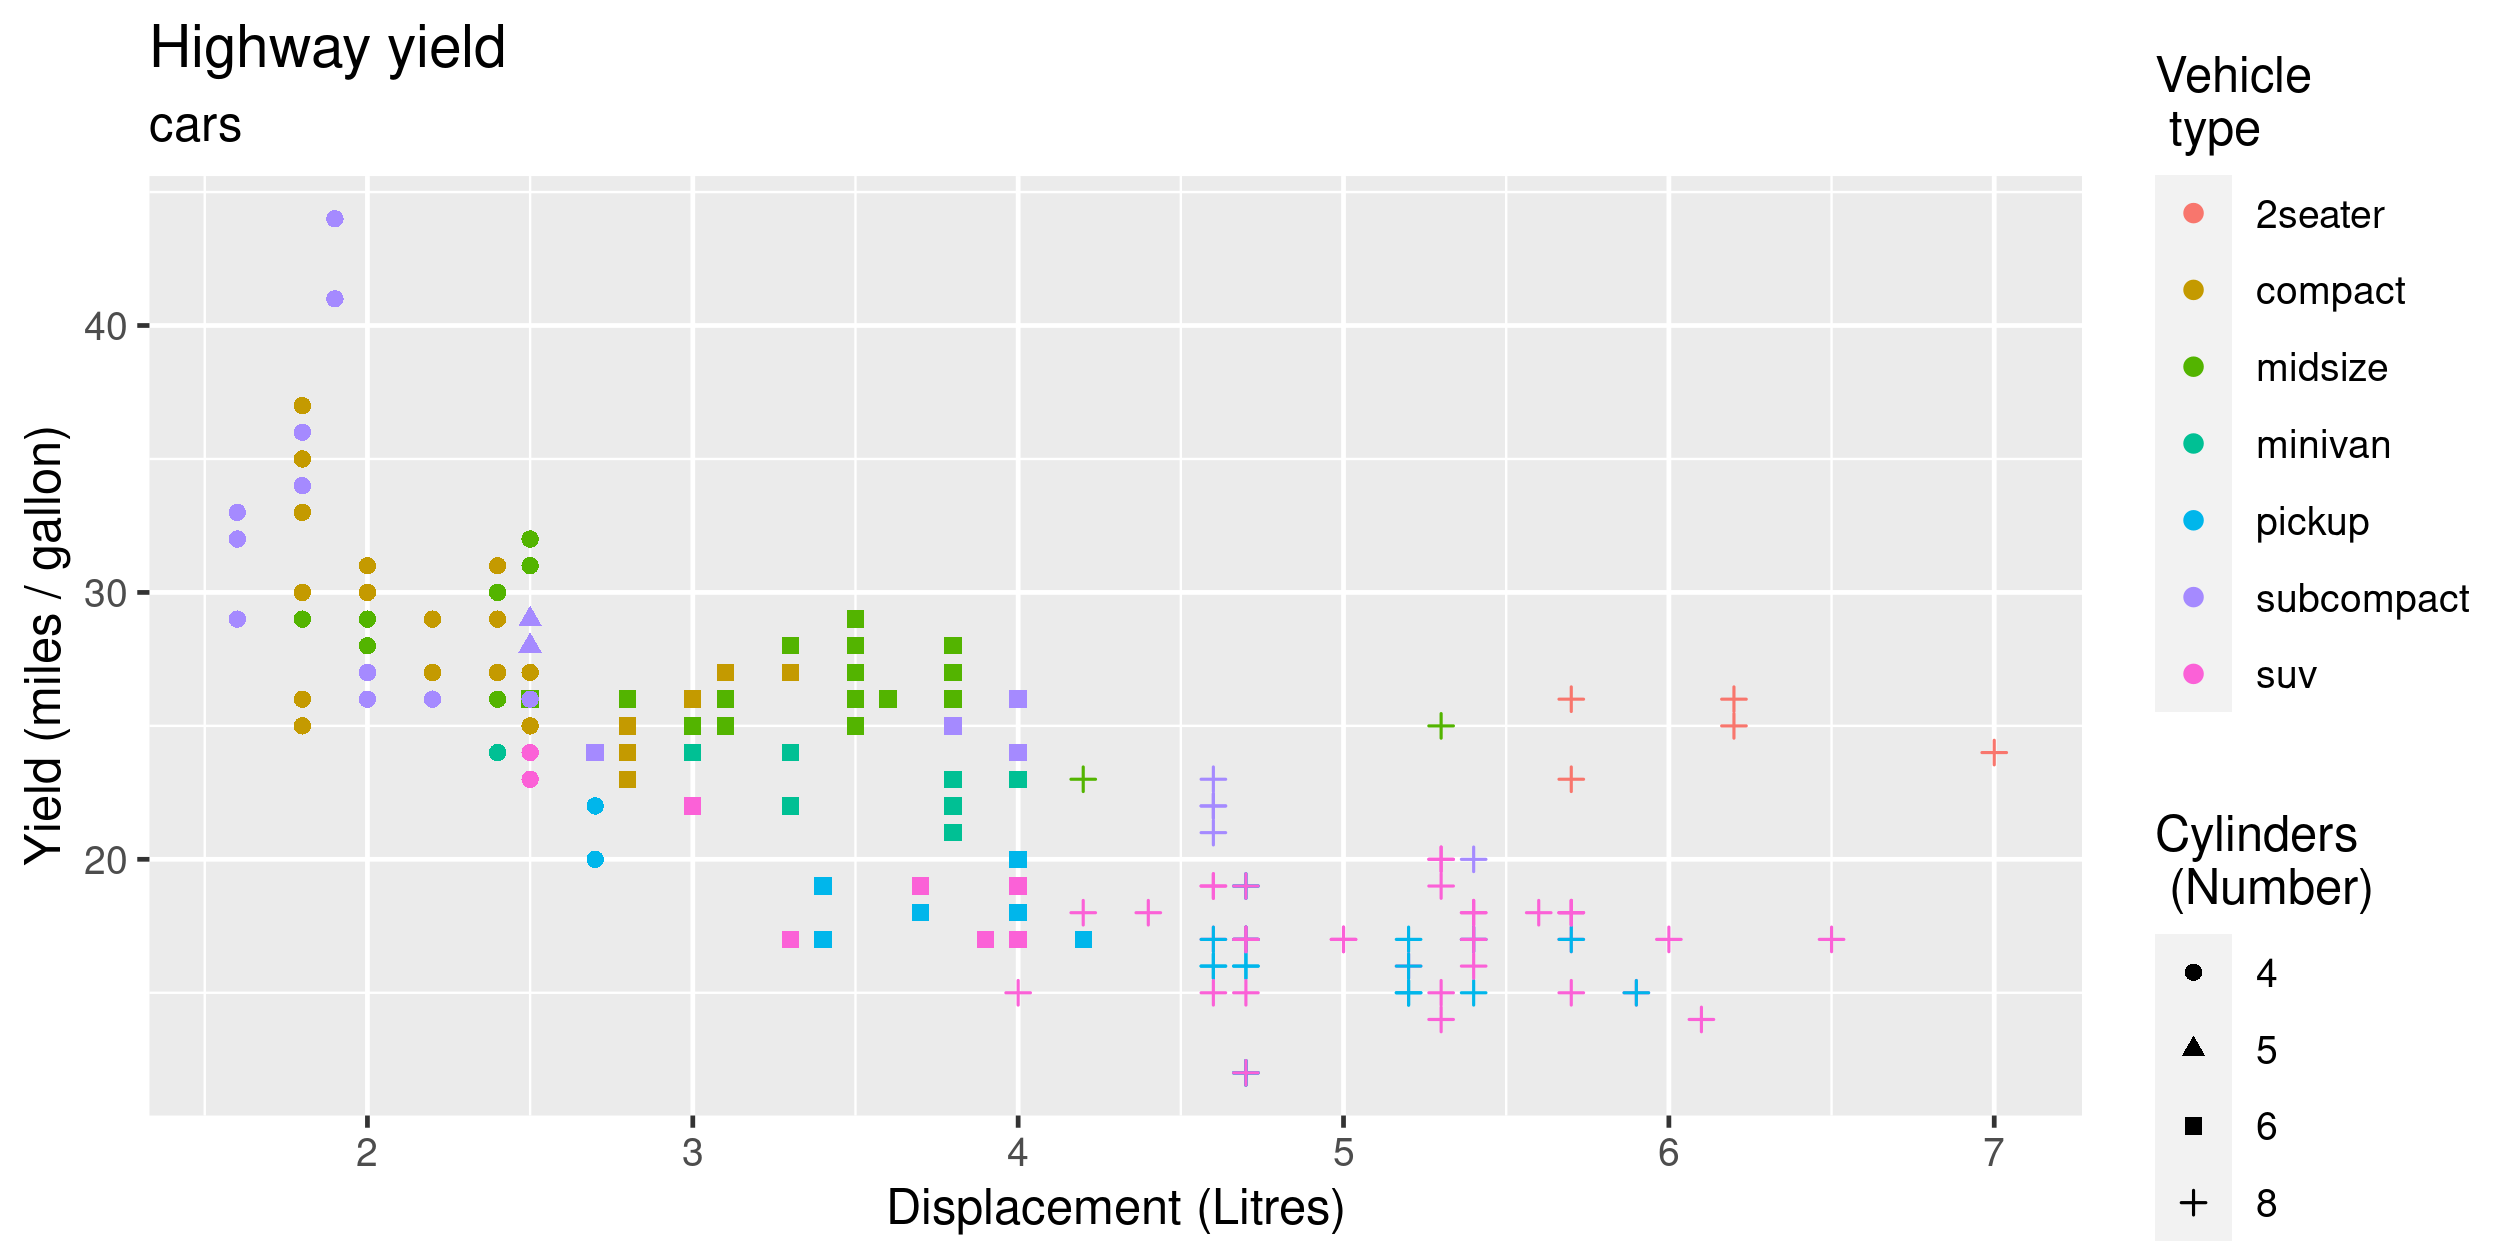 Highway yield
cars
Yield (miles / gallon)
40
30
20
2
3
4
5
6
7
Displacement (Litres)
Vehicle
type
2seater
compact
midsize
minivan
pickup
subcompact
suv
Cylinders
(Number)
4
5
6
8